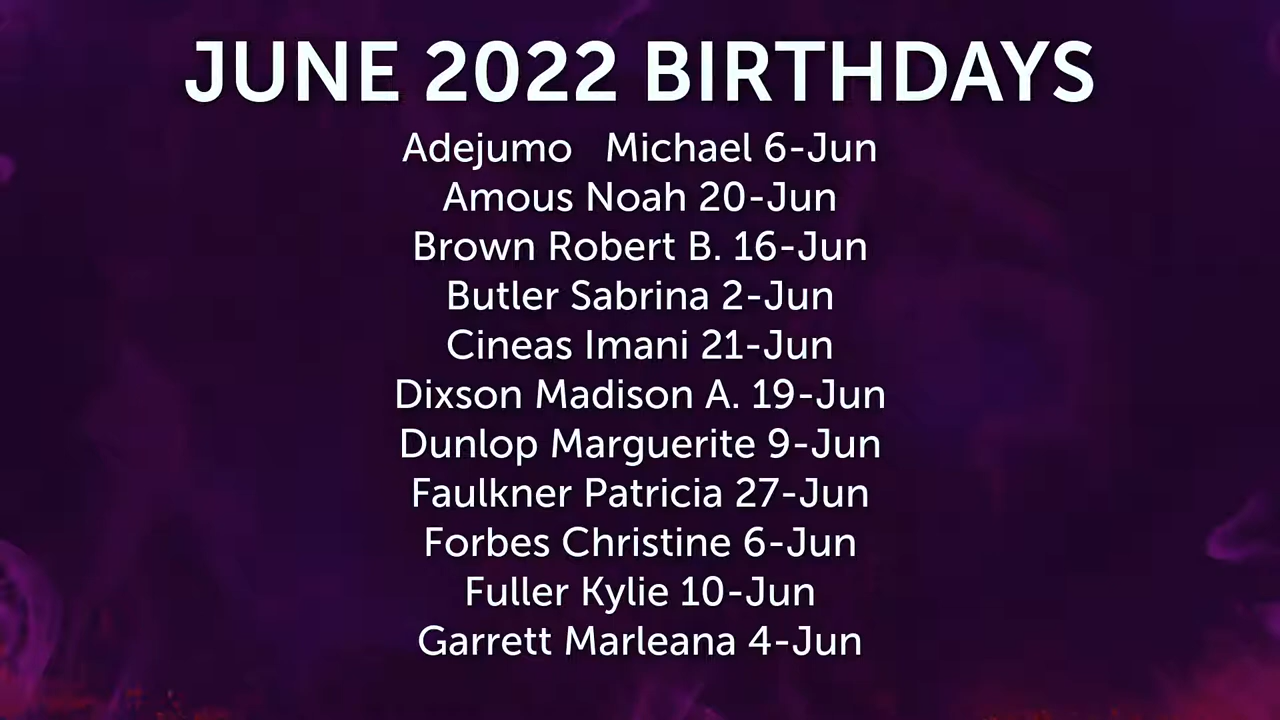 JUNE 2022 BIRTHDAYS
Adejumo   Michael 6-Jun
Amous Noah 20-Jun
Brown Robert B. 16-Jun
Butler Sabrina 2-Jun
Cineas Imani 21-Jun
Dixson Madison A. 19-Jun
Dunlop Marguerite 9-Jun
Faulkner Patricia 27-Jun
Forbes Christine 6-Jun
Fuller Kylie 10-Jun
Garrett Marleana 4-Jun